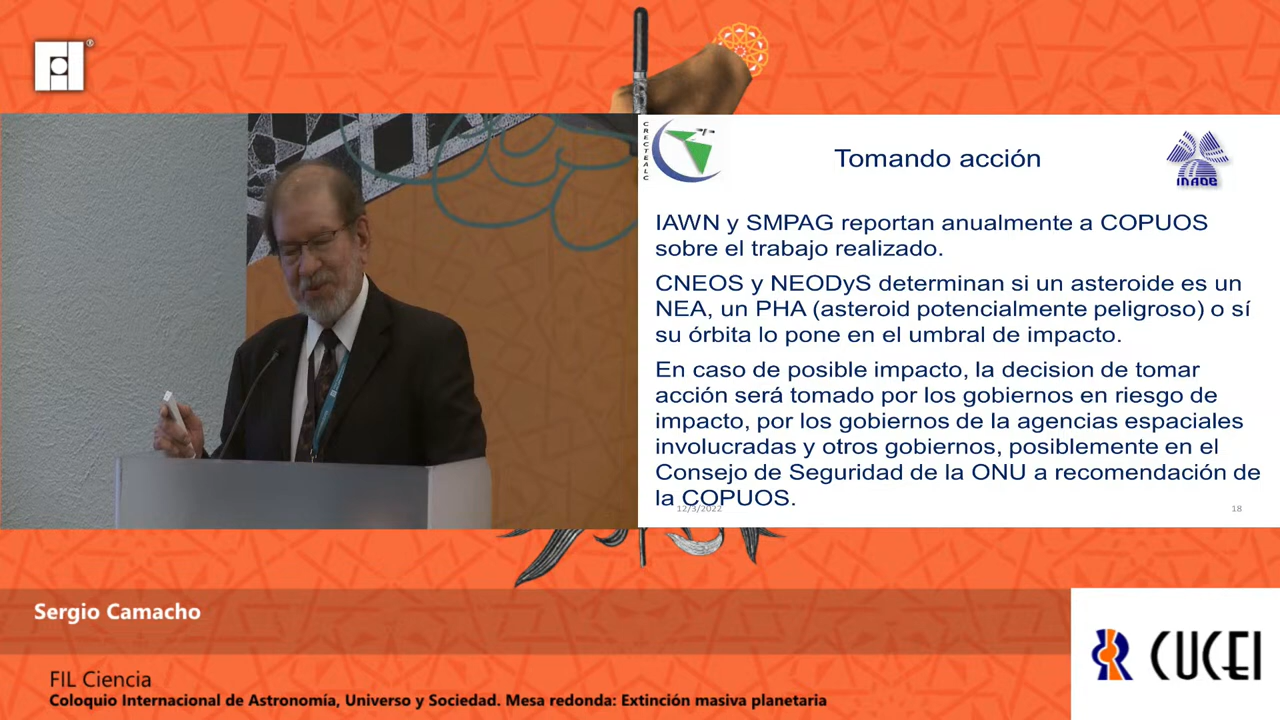 ®
CRECTEALC
Tomando acción
INAOE
IAWN y SMPAG reportan anualmente a COPUOS
sobre el trabajo realizado.
CNEOS y NEODyS determinan si un asteroide es un
NEA, un PHA (asteroid potencialmente peligroso) o sí
su órbita lo pone en el umbral de impacto.
En caso de posible impacto, la decision de tomar
acción será tomado por los gobiernos en riesgo de
impacto, por los gobiernos de la agencias espaciales
involucradas y otros gobiernos, posiblemente en el
Consejo de Seguridad de la ONU a recomendación de
la COPUOS.
12/3/2022
18
Sergio Camacho
CUCEI
FIL Ciencia
Coloquio Internacional de Astronomía, Universo y Sociedad. Mesa redonda: Extinción masiva planetaria